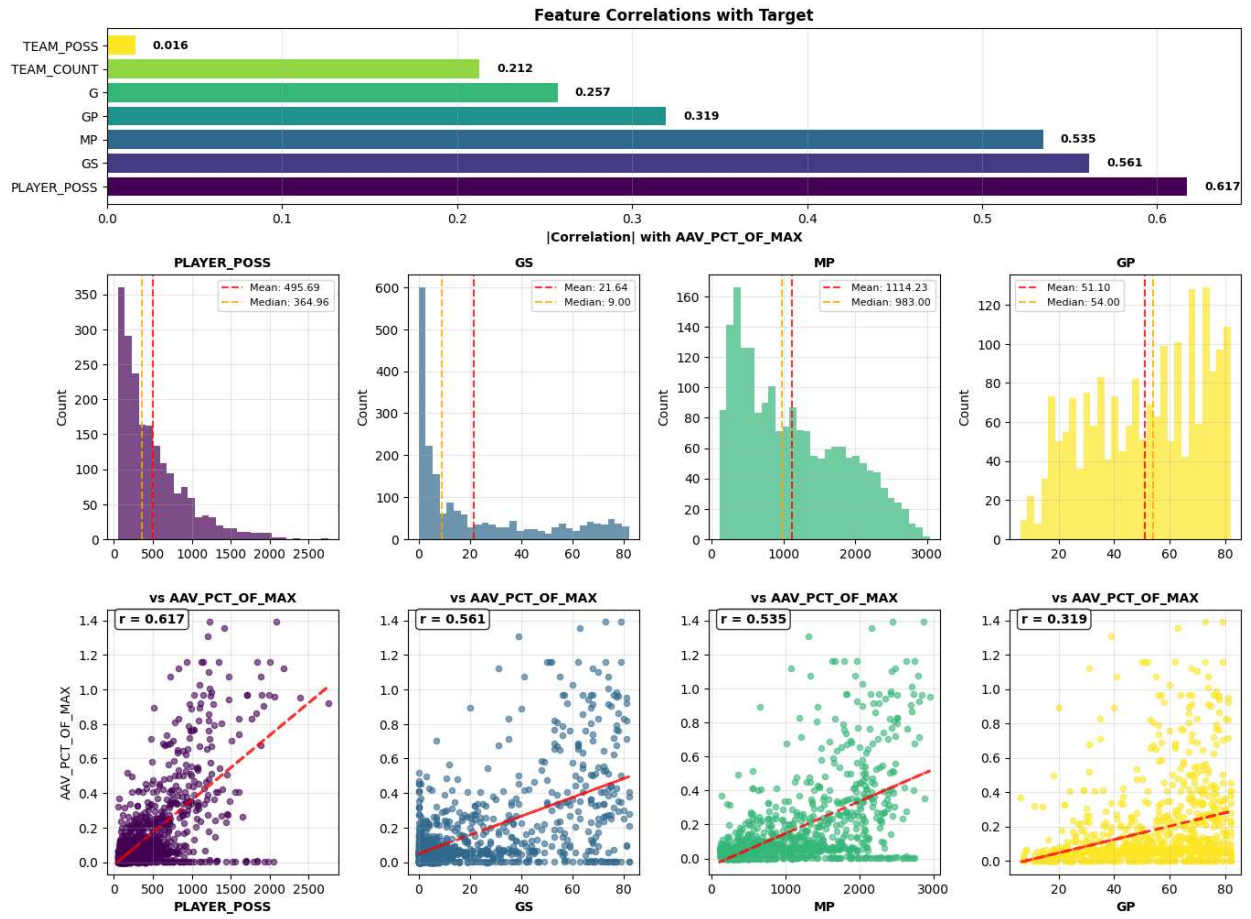 Feature Correlations with Target
TEAM_POSS 0.016
TEAM_COUNT 0.212
G 0.257
GP 0.319
MP 0.535
GS 0.561
PLAYER_POSS 0.617
0.0 0.1 0.2 0.3 0.4 0.5 0.6
|Correlation| with AAV_PCT_OF_MAX
PLAYER_POSS
Mean: 495.69
Median: 364.96
Count
350
300
250
200
150
100
50
0
0 500 1000 1500 2000 2500
GS
Mean: 21.64
Median: 9.00
Count
600
500
400
300
200
100
0
0 20 40 60 80
MP
Mean: 1114.23
Median: 983.00
Count
160
140
120
100
80
60
40
20
0
0 1000 2000 3000
GP
Mean: 51.10
Median: 54.00
Count
120
100
80
60
40
20
0
20 40 60 80
vs AAV_PCT_OF_MAX
r = 0.617
AAV_PCT_OF_MAX
1.4
1.2
1.0
0.8
0.6
0.4
0.2
0.0
0 500 1000 1500 2000 2500
PLAYER_POSS
vs AAV_PCT_OF_MAX
r = 0.561
1.4
1.2
1.0
0.8
0.6
0.4
0.2
0.0
0 20 40 60 80
GS
vs AAV_PCT_OF_MAX
r = 0.535
1.4
1.2
1.0
0.8
0.6
0.4
0.2
0.0
0 1000 2000 3000
MP
vs AAV_PCT_OF_MAX
r = 0.319
1.4
1.2
1.0
0.8
0.6
0.4
0.2
0.0
20 40 60 80
GP